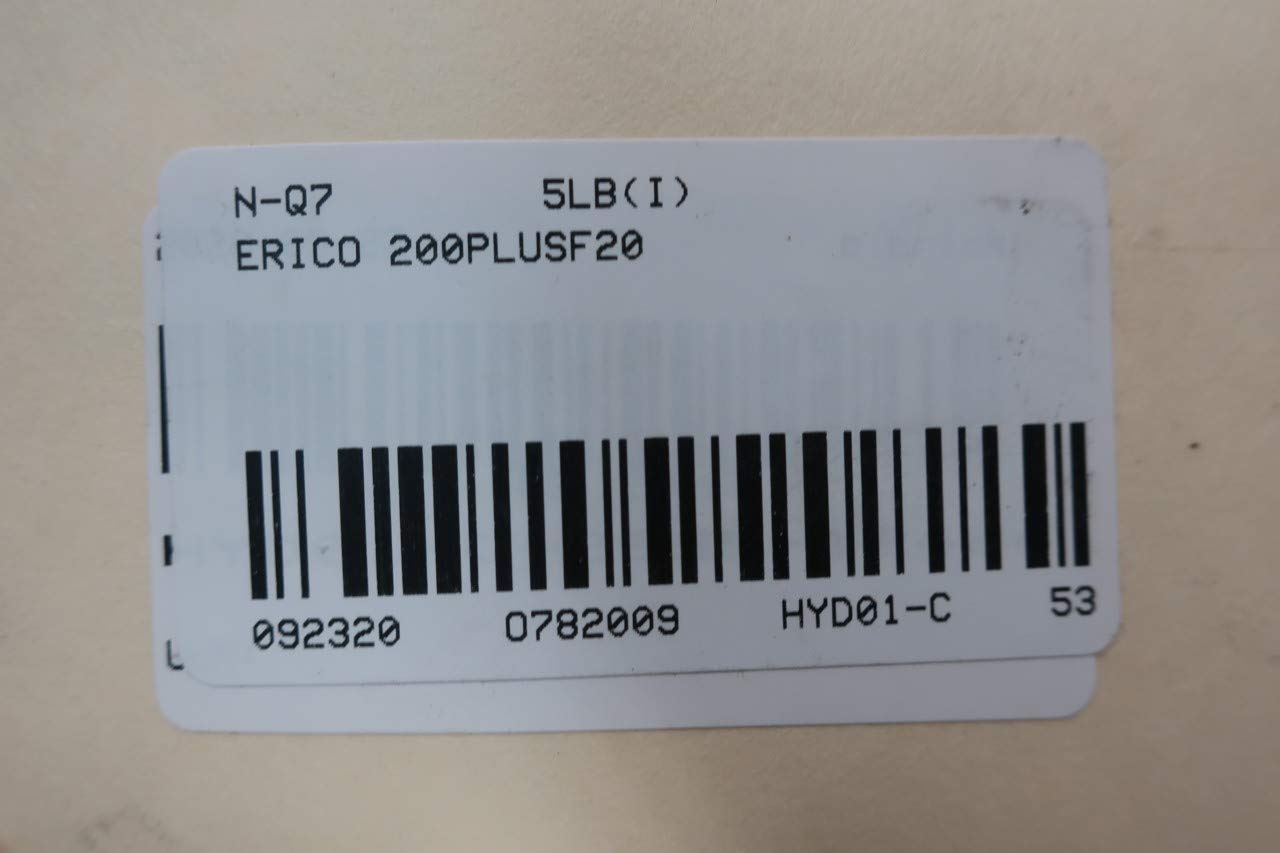 N-Q7 5LB(I)
ERICO 200PLUSF20
092320 0782009 HYD01-C 53